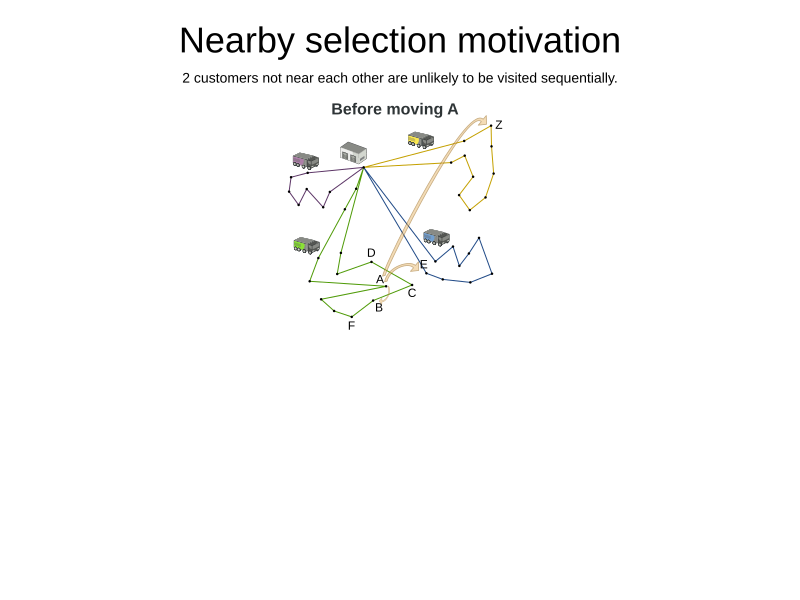 Nearby selection motivation
2 customers not near each other are unlikely to be visited sequentially.
Before moving A
Z
D
E
A
C
B
F